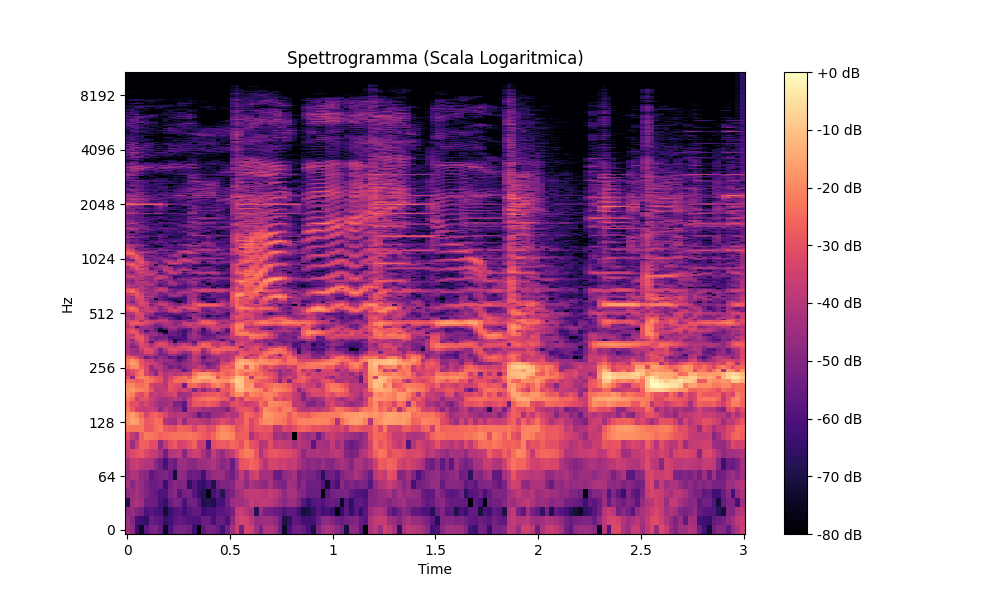 Spettrogramma (Scala Logaritmica)
Hz
8192
4096
2048
1024
512
256
128
64
0
0 0.5 1 1.5 2 2.5 3
Time
+0 dB
-10 dB
-20 dB
-30 dB
-40 dB
-50 dB
-60 dB
-70 dB
-80 dB